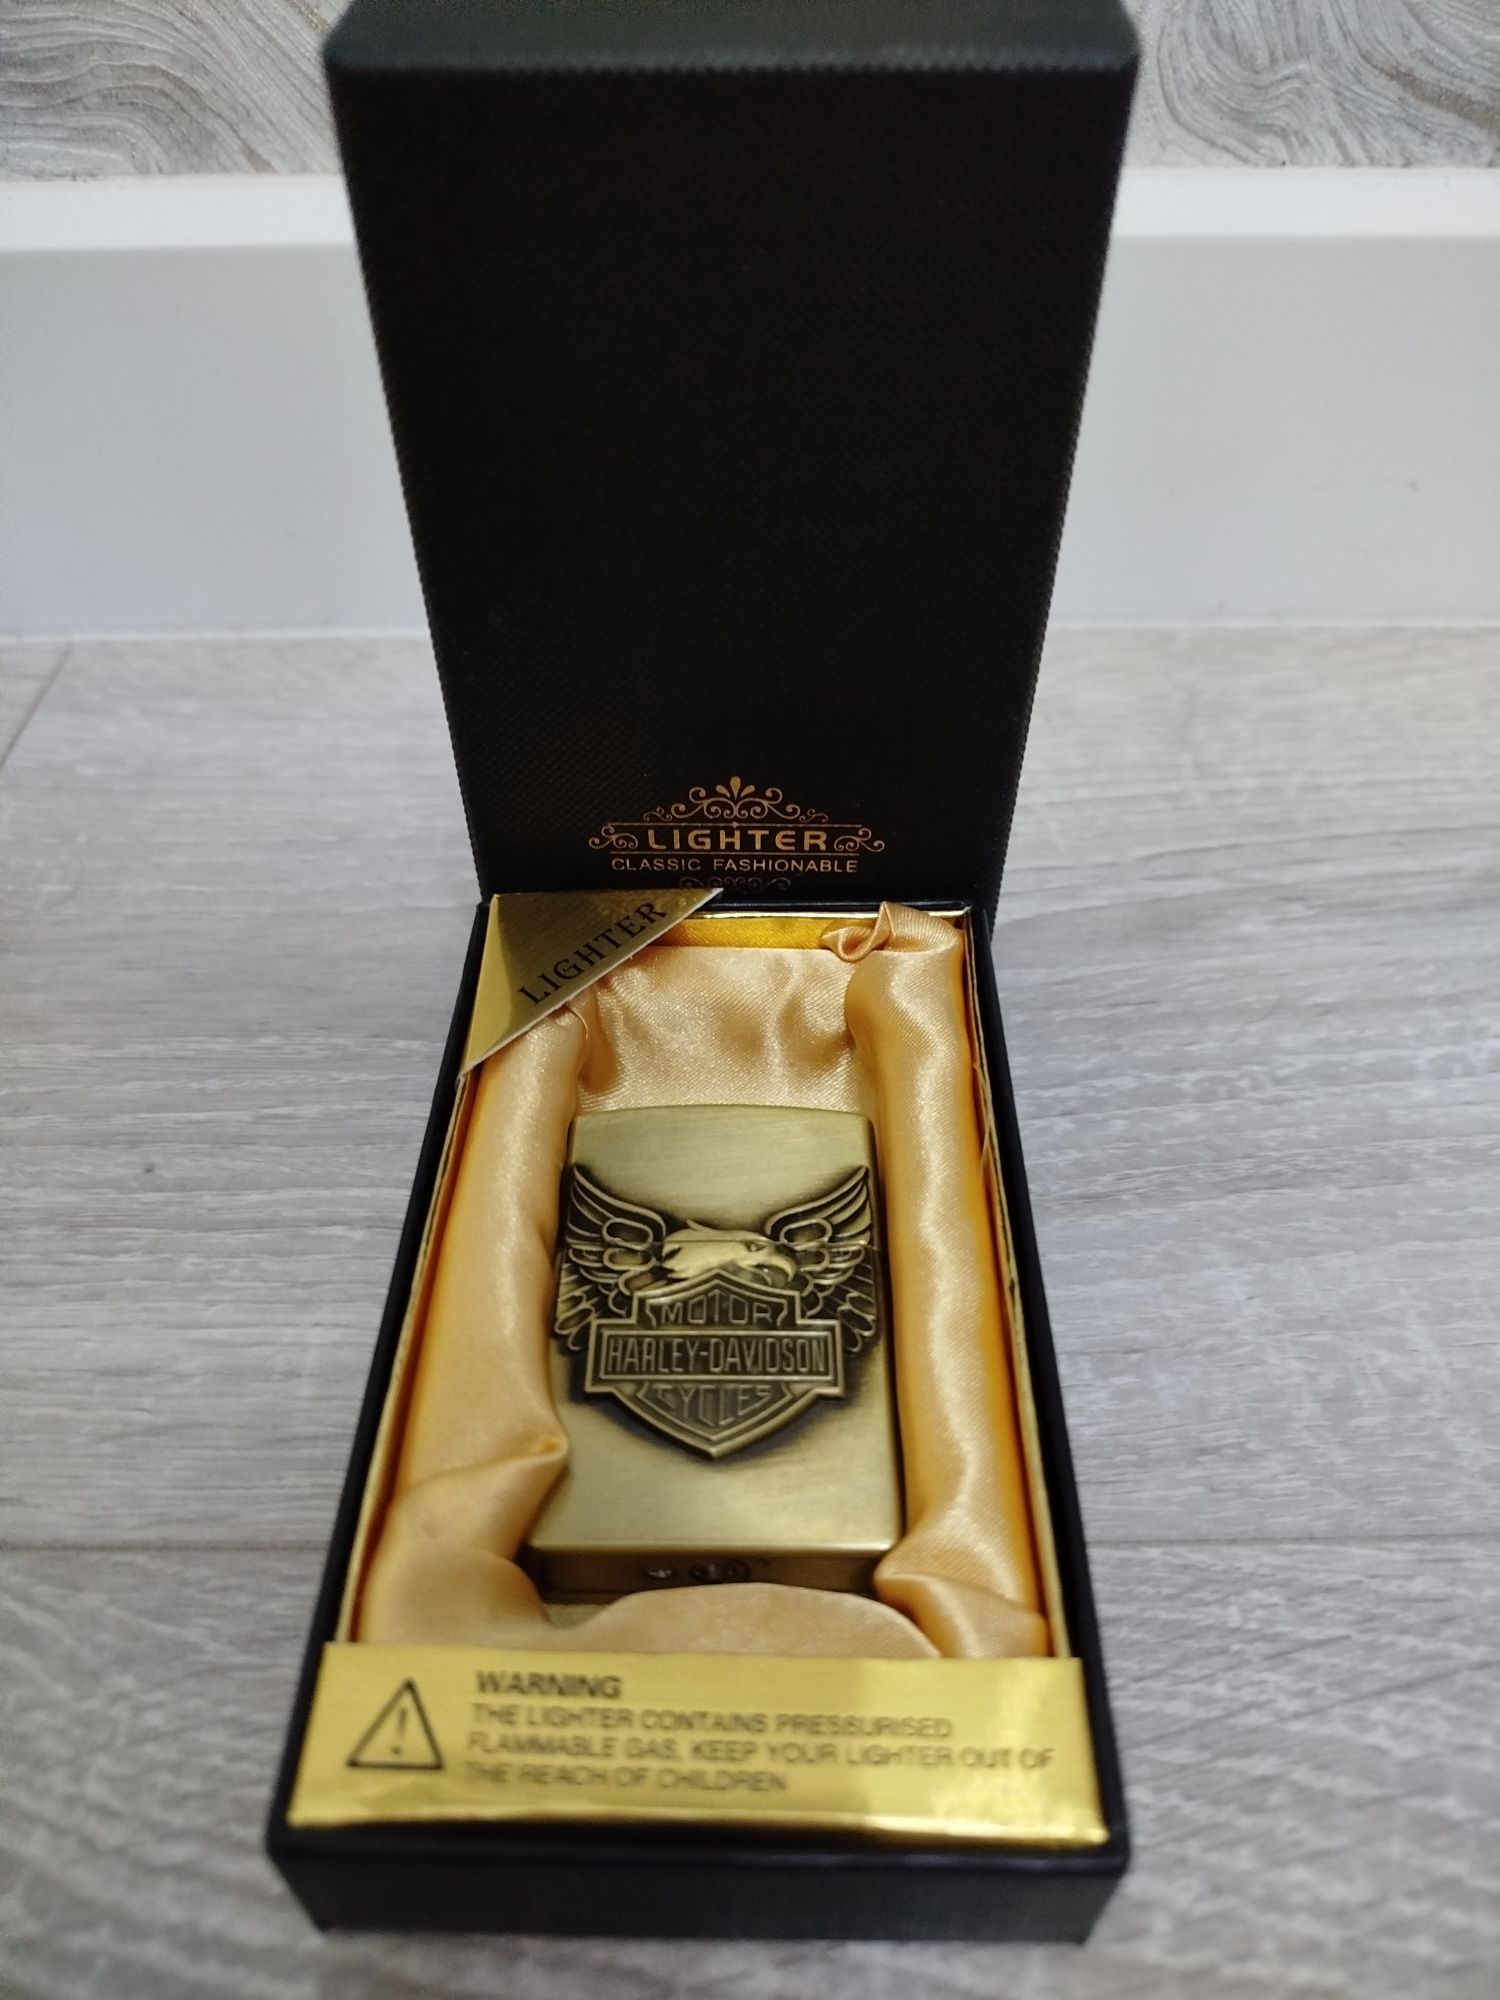 LIGHTER
CLASSIC FASHIONABLE
LIGHTER
MOTOR
HARLEY-DAVIDSON
CYCLES
WARNING
THE LIGHTER CONTAINS PRESSURISED
FLAMMABLE GAS, KEEP YOUR LIGHTER OUT OF
THE REACH OF CHILDREN